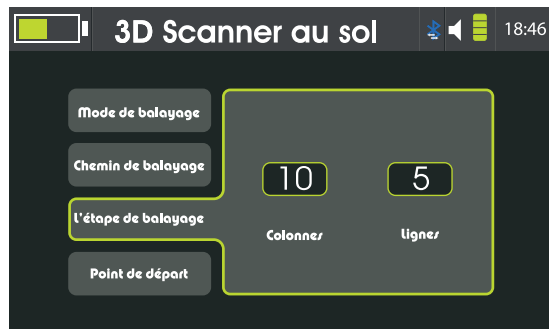 3D Scanner au sol
18:46
Mode de balayage
Chemin de balayage
L'étape de balayage
Point de départ
10
5
Colonnes
lignes